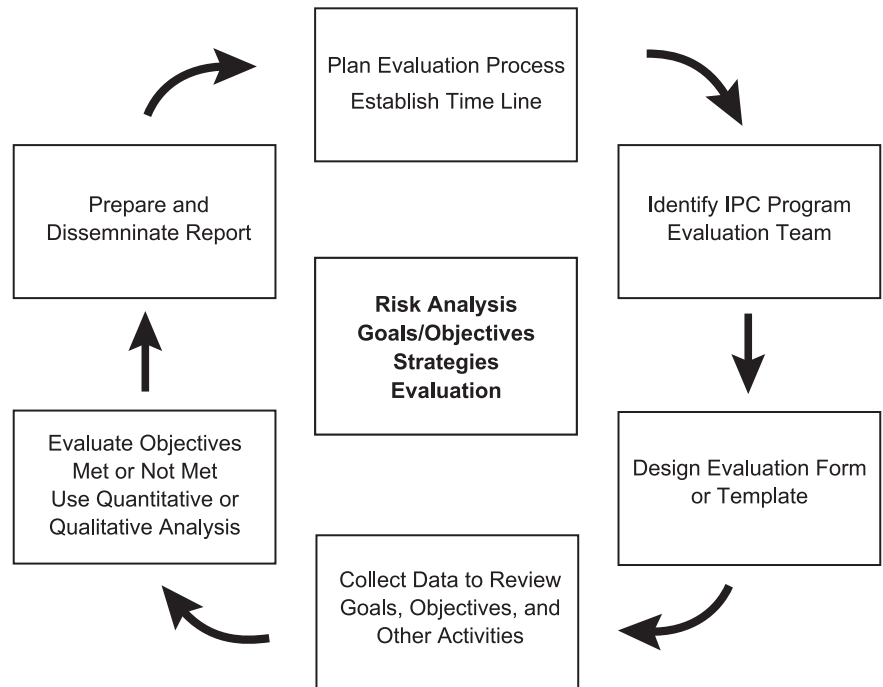 Plan Evaluation Process
Establish Time Line
Identify IPC Program
Evaluation Team
Design Evaluation Form
or Template
Collect Data to Review
Goals, Objectives, and
Other Activities
Evaluate Objectives
Met or Not Met
Use Quantitative or
Qualitative Analysis
Prepare and
Dissemninate Report
Risk Analysis
Goals/Objectives
Strategies
Evaluation